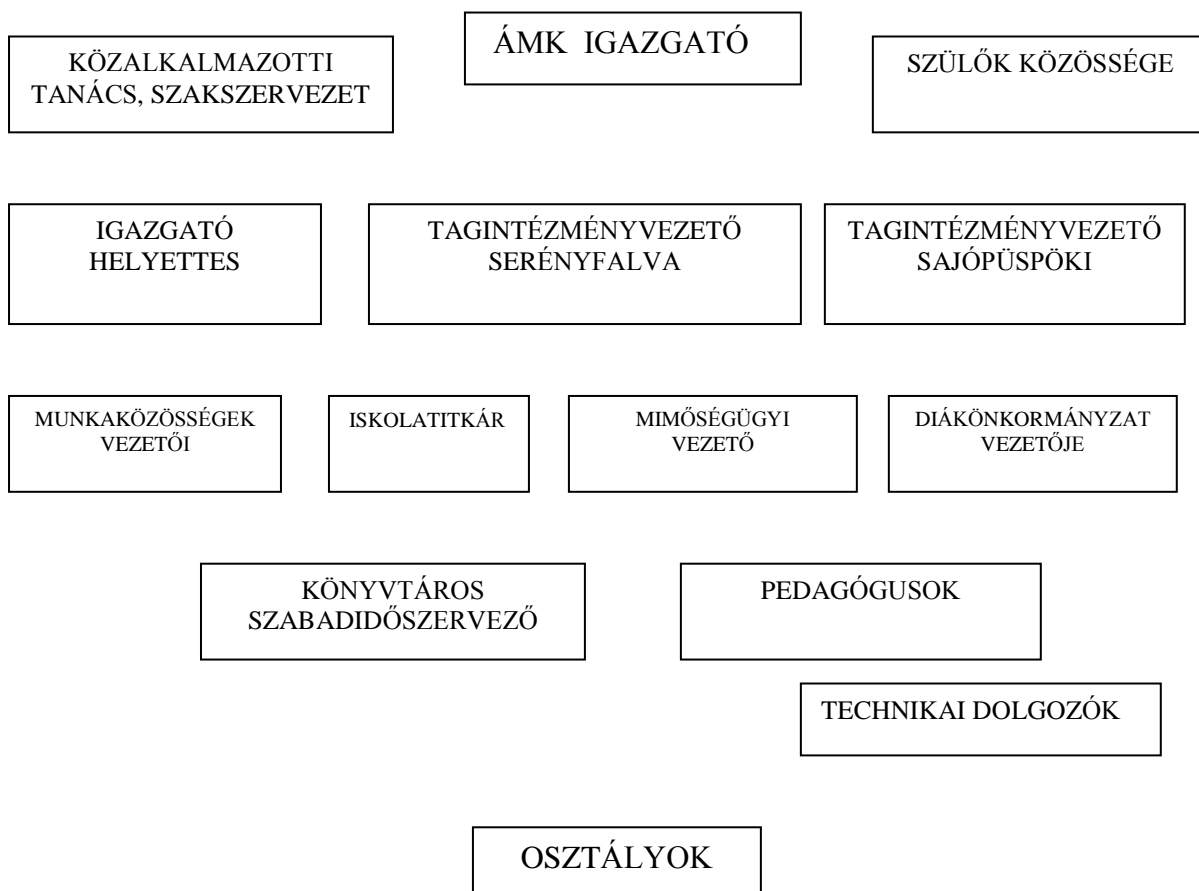 ÁMK IGAZGATÓ
KÖZALKALMAZOTTI
TANÁCS, SZAKSZERVEZET
SZÜLŐK KÖZÖSSÉGE
IGAZGATÓ
HELYETTES
TAGINTÉZMÉNYVEZETŐ
SERÉNYFALVA
TAGINTÉZMÉNYVEZETŐ
SAJÓPÜSPÖKI
MUNKAKÖZÖSSÉGEK
VEZETŐI
ISKOLATITKÁR
MIMŐSÉGÜGYI
VEZETŐ
DIÁKÖNKORMÁNYZAT
VEZETŐJE
KÖNYVTÁROS
SZABADIDŐSZERVEZŐ
PEDAGÓGUSOK
TECHNIKAI DOLGOZÓK
OSZTÁLYOK